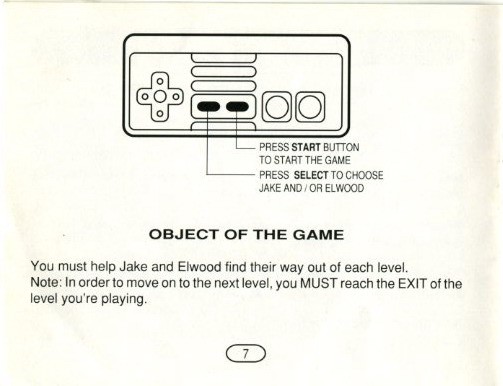 PRESS START BUTTON
TO START THE GAME
PRESS SELECT TO CHOOSE
JAKE AND / OR ELWOOD
OBJECT OF THE GAME
You must help Jake and Elwood find their way out of each level.
Note: In order to move on to the next level, you MUST reach the EXIT of the
level you're playing.
7